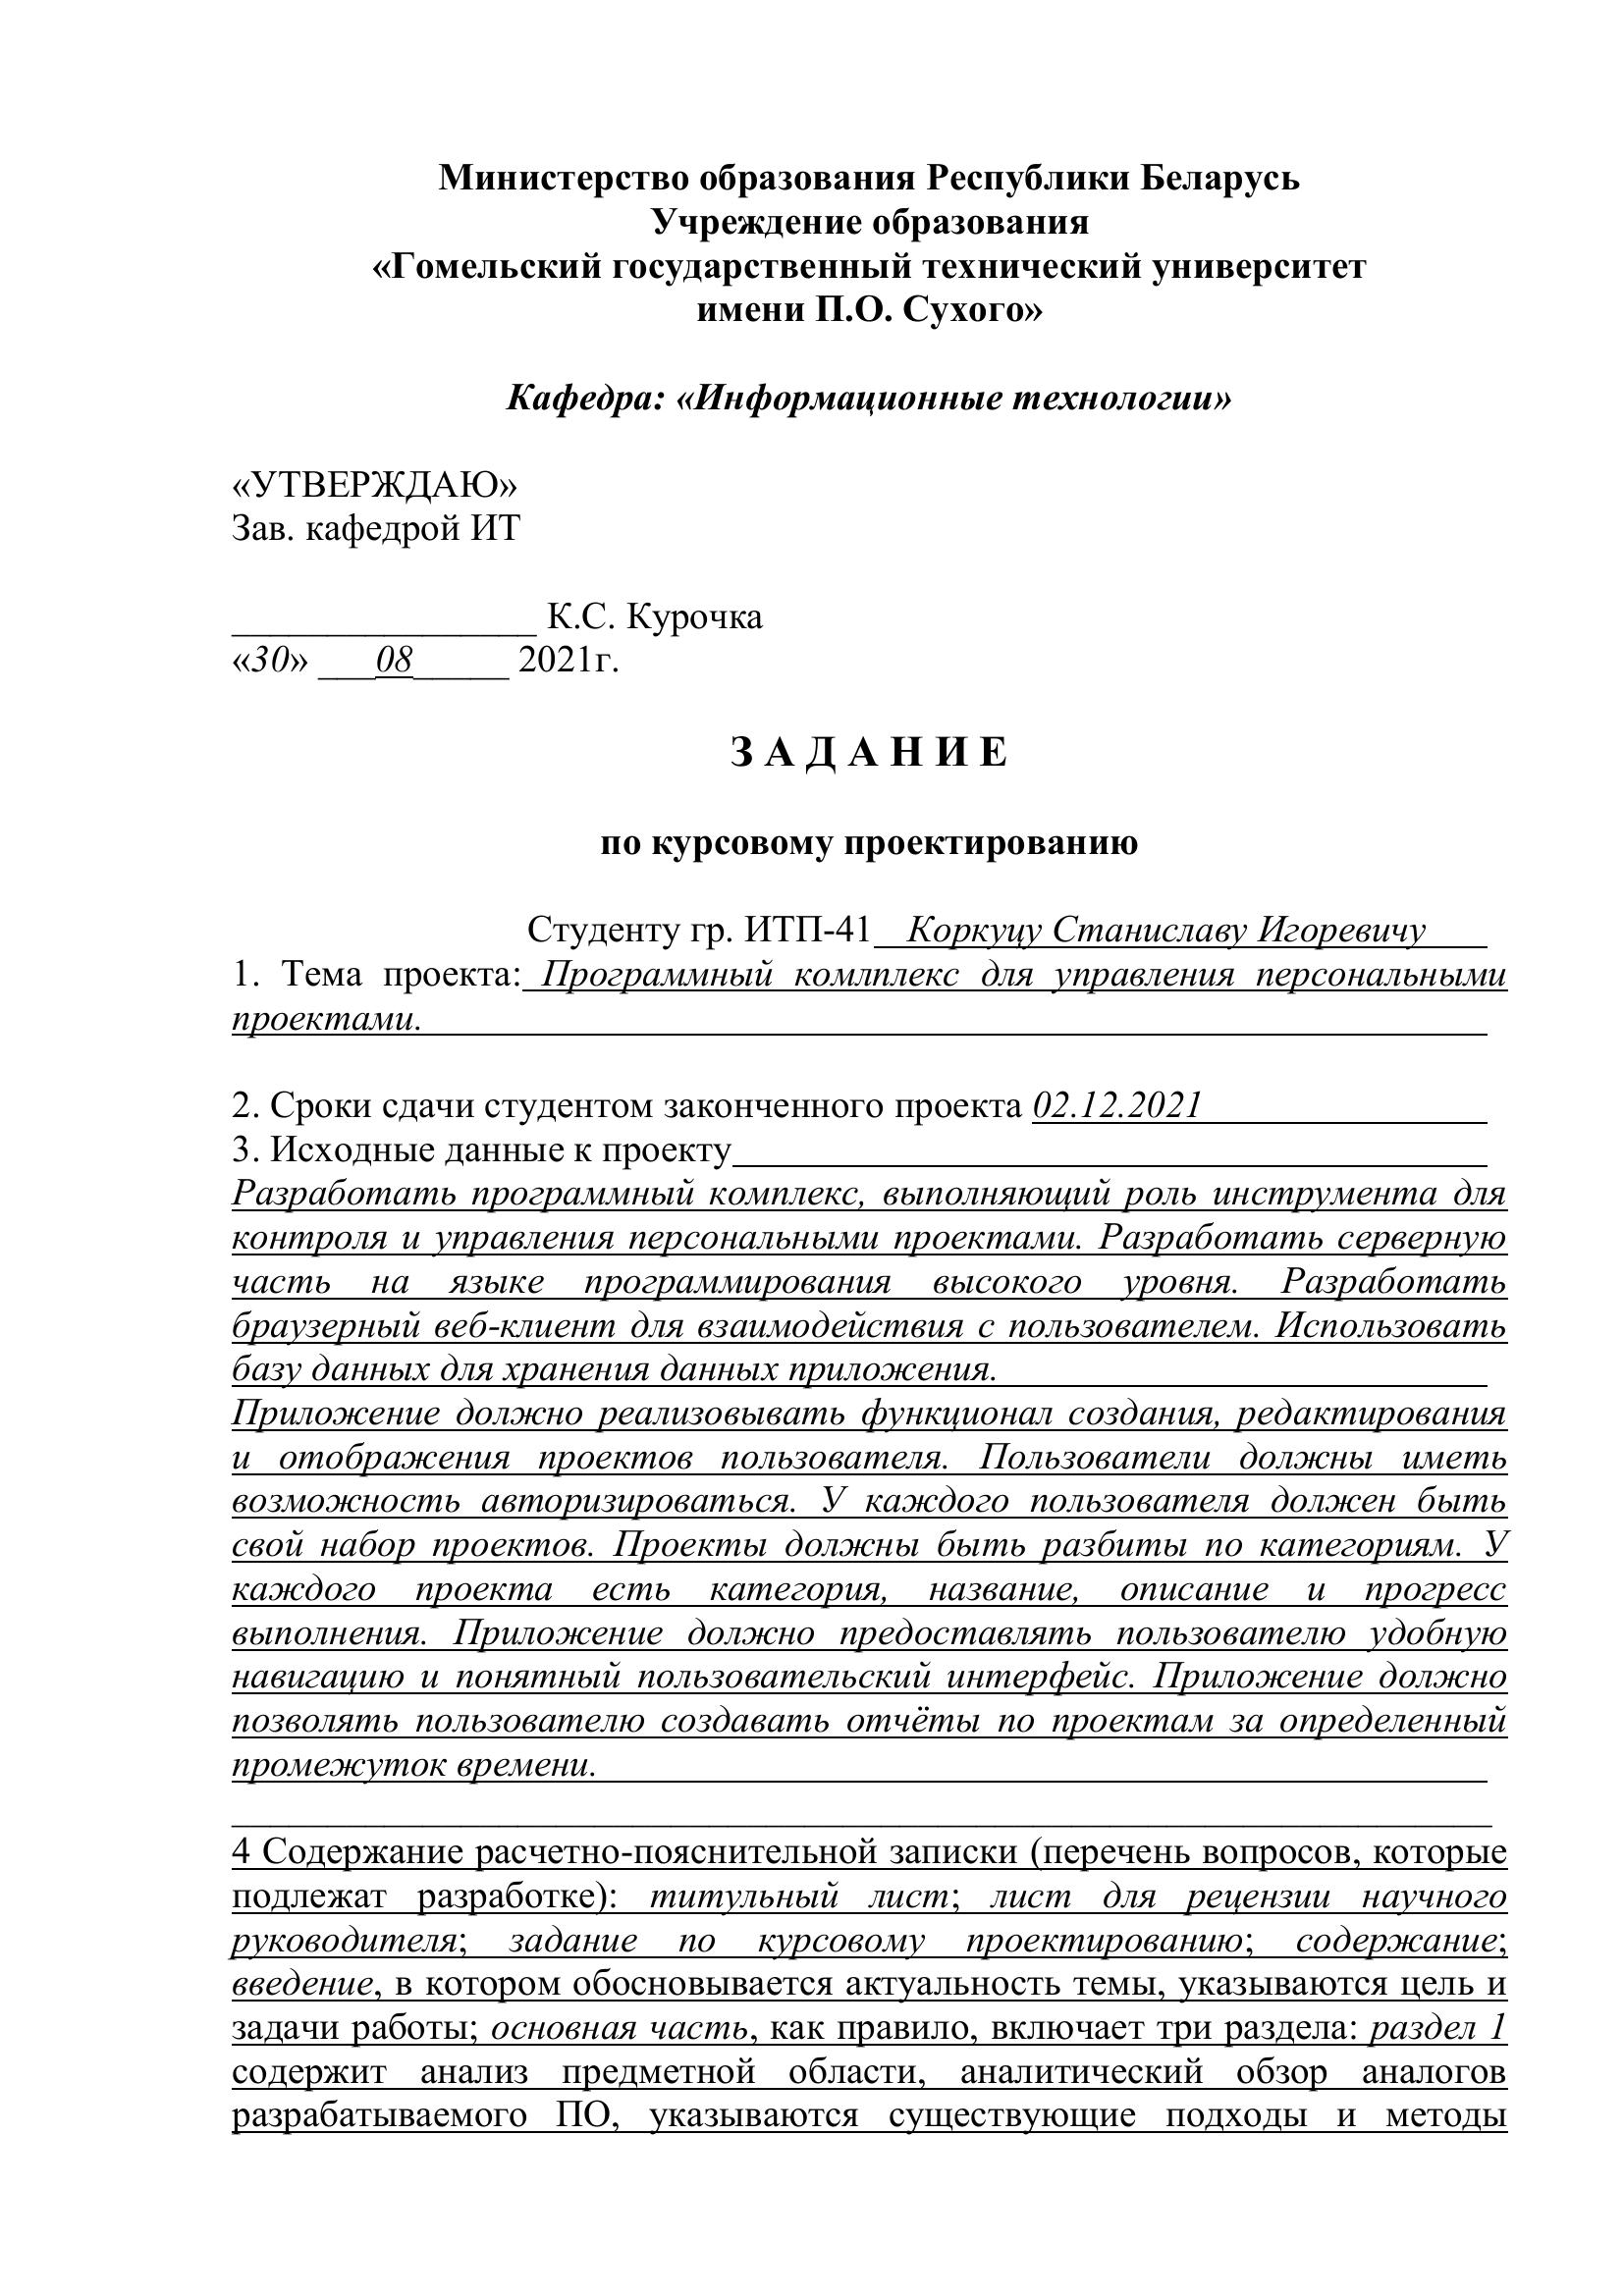 Министерство образования Республики Беларусь
Учреждение образования
«Гомельский государственный технический университет
имени П.О. Сухого»
Кафедра: «Информационные технологии»
«УТВЕРЖДАЮ»
Зав. кафедрой ИТ
________________ К.С. Курочка
«30» ___08_____ 2021г.
З А Д А Н И Е
по курсовому проектированию
Студенту гр. ИТП-41 Коркуцу Станиславу Игоревичу
1. Тема проекта: Программный комлплекс для управления персональными
проектами.
2. Сроки сдачи студентом законченного проекта 02.12.2021
3. Исходные данные к проекту
Разработать программный комплекс, выполняющий роль инструмента для
контроля и управления персональными проектами. Разработать серверную
часть на языке программирования высокого уровня. Разработать
браузерный веб-клиент для взаимодействия с пользователем. Использовать
базу данных для хранения данных приложения.
Приложение должно реализовывать функционал создания, редактирования
и отображения проектов пользователя. Пользователи должны иметь
возможность авторизироваться. У каждого пользователя должен быть
свой набор проектов. Проекты должны быть разбиты по категориям. У
каждого проекта есть категория, название, описание и прогресс
выполнения. Приложение должно предоставлять пользователю удобную
навигацию и понятный пользовательский интерфейс. Приложение должно
позволять пользователю создавать отчёты по проектам за определенный
промежуток времени.
4 Содержание расчетно-пояснительной записки (перечень вопросов, которые
подлежат разработке): титульный лист; лист для рецензии научного
руководителя; задание по курсовому проектированию; содержание;
введение, в котором обосновывается актуальность темы, указываются цель и
задачи работы; основная часть, как правило, включает три раздела: раздел 1
содержит анализ предметной области, аналитический обзор аналогов
разрабатываемого ПО, указываются существующие подходы и методы